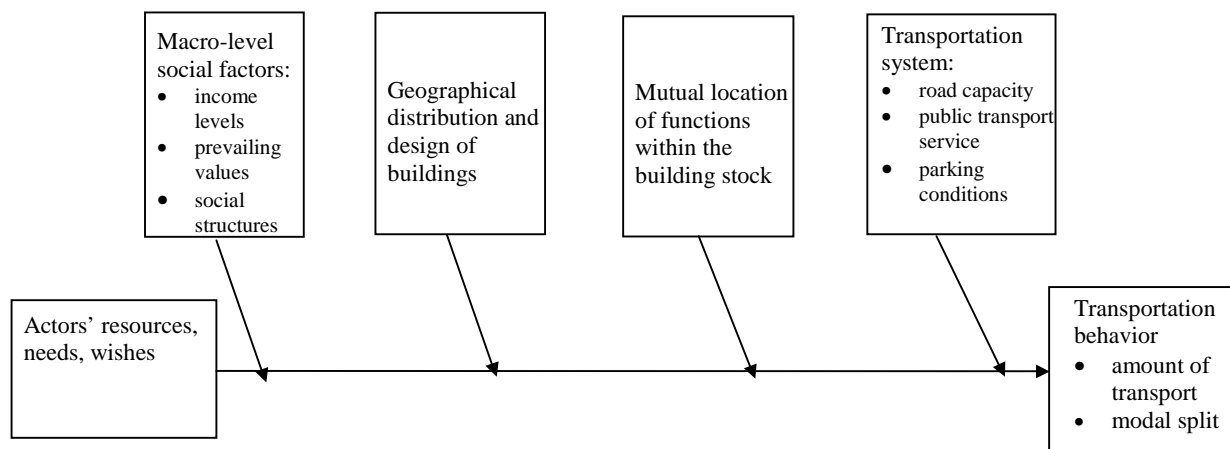 Macro-level
social factors:
• income
levels
• prevailing
values
• social
structures
Geographical
distribution and
design of
buildings
Mutual location
of functions
within the
building stock
Transportation
system:
• road capacity
• public transport
service
• parking
conditions
Actors' resources,
needs, wishes
Transportation
behavior
• amount of
transport
• modal split